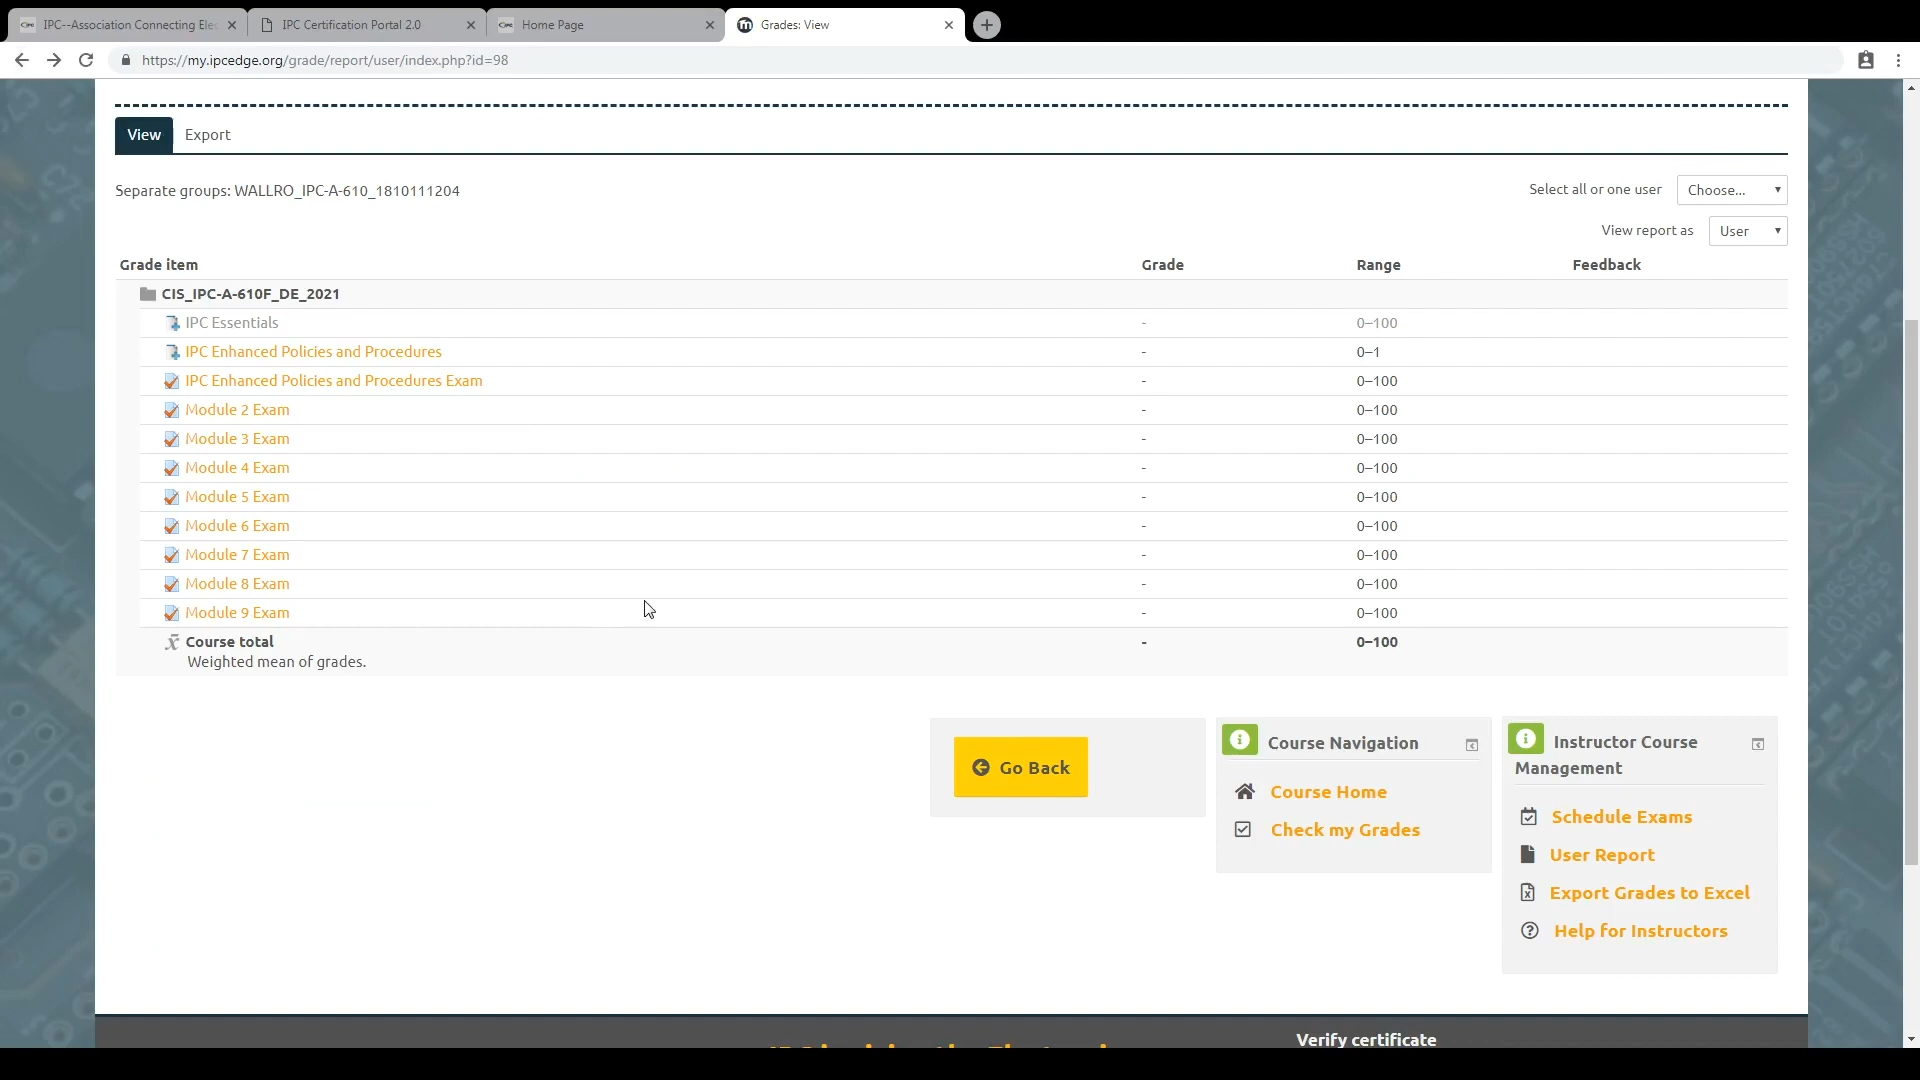 IPC--Association Connecting Elec
IPC Certification Portal 2.0
Home Page
Grades: View
https://my.ipcedge.org/grade/report/user/index.php?id=98
View
Export
Separate groups: WALLRO_IPC-A-610_1810111204
Select all or one user
Choose...
View report as
User
Grade item Grade Range Feedback
CIS_IPC-A-610F_DE_2021
IPC Essentials - 0–100
IPC Enhanced Policies and Procedures - 0–1
IPC Enhanced Policies and Procedures Exam - 0–100
Module 2 Exam - 0–100
Module 3 Exam - 0–100
Module 4 Exam - 0–100
Module 5 Exam - 0–100
Module 6 Exam - 0–100
Module 7 Exam - 0–100
Module 8 Exam - 0–100
Module 9 Exam - 0–100
Course total - 0–100
Weighted mean of grades.
Go Back
Course Navigation
Course Home
Check my Grades
Instructor Course
Management
Schedule Exams
User Report
Export Grades to Excel
Help for Instructors
Verify certificate